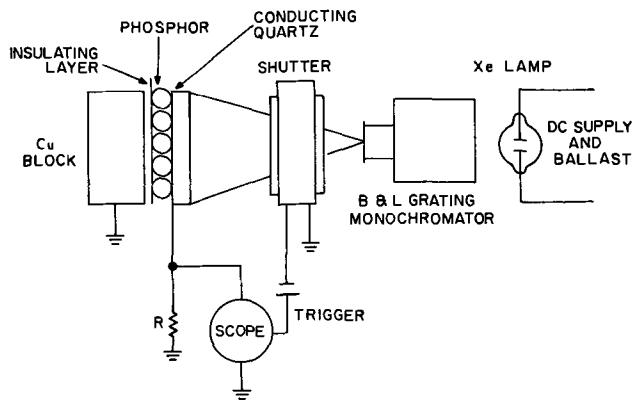 CONDUCTING
QUARTZ
PHOSPHOR
INSULATING
LAYER
SHUTTER
Xe LAMP
Cu
BLOCK
DC SUPPLY
AND
BALLAST
B & L GRATING
MONOCHROMATOR
R
SCOPE
TRIGGER